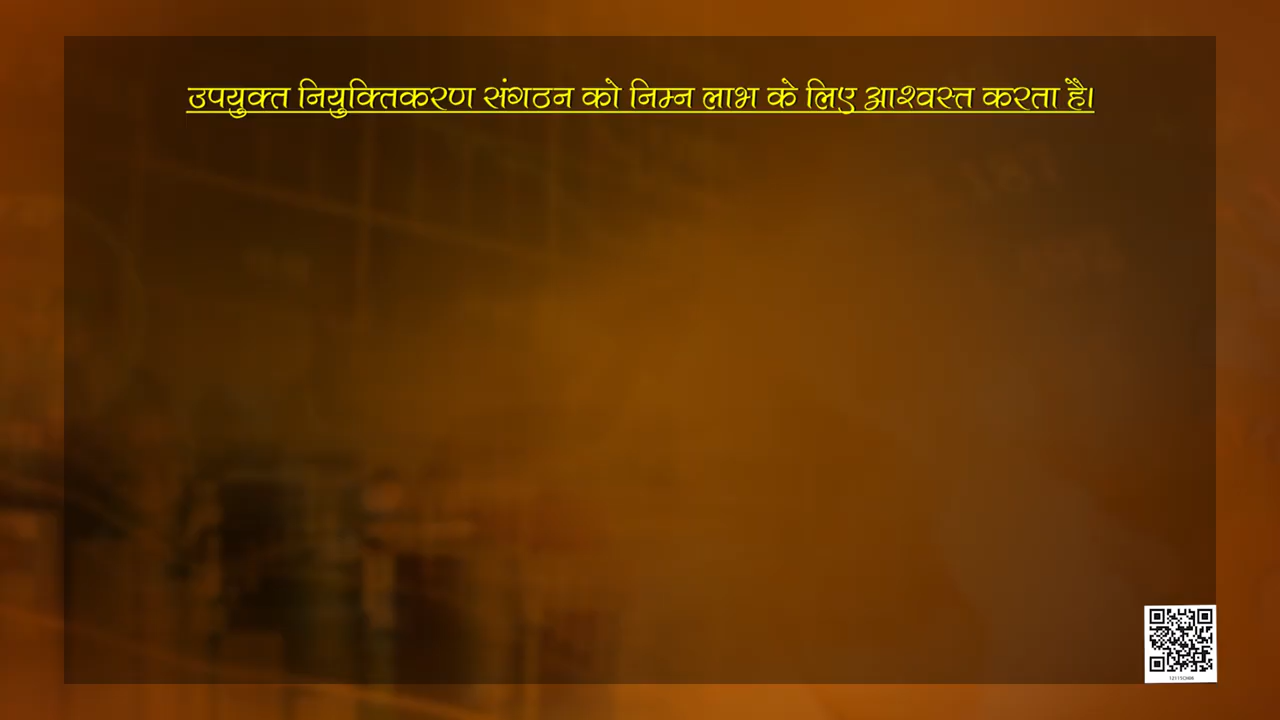 उपयुक्त नियुक्तिकरण संगठन को निम्न लाभ के लिए आश्वस्त करता है।